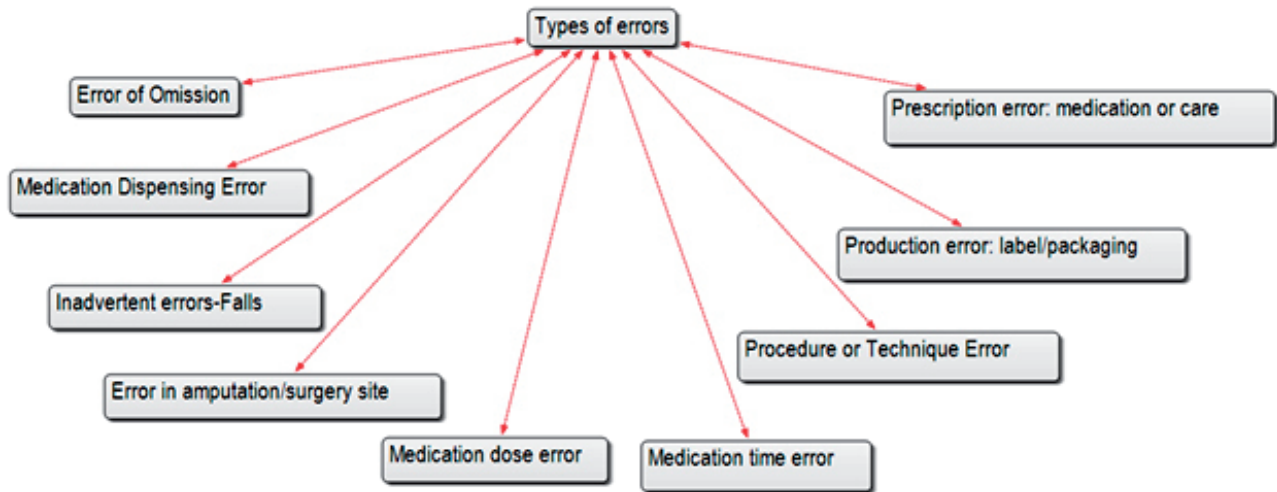 Types of errors
Error of Omission
Prescription error: medication or care
Medication Dispensing Error
Production error: label/packaging
Inadvertent errors-Falls
Procedure or Technique Error
Error in amputation/surgery site
Medication dose error
Medication time error